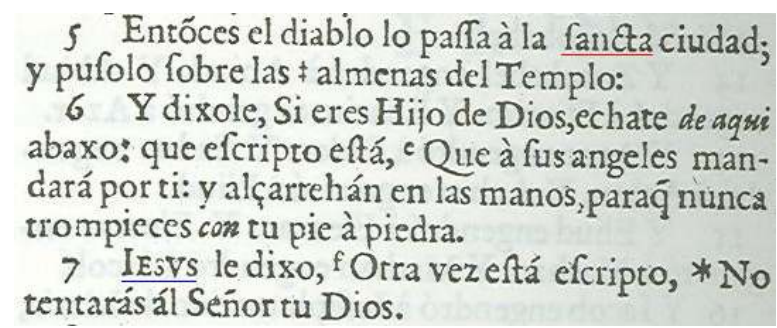 5 Entõces el diablo lo paſſa à la ſancta ciudad;
y puſolo ſobre las ‡ almenas del Templo:
6 Y dixole, Si eres Hijo de Dios,echate de aqui
abaxo: que eſcripto eſtá, ᵉ Que à ſus angeles man-
dará por ti: y alçarrehán en las manos,paraq̃ nunca
trompieces con tu pie à piedra.
7 IESVS le dixo, ᶠ Otra vez eſtá eſcripto, *No
tentarás ál Señor tu Dios.